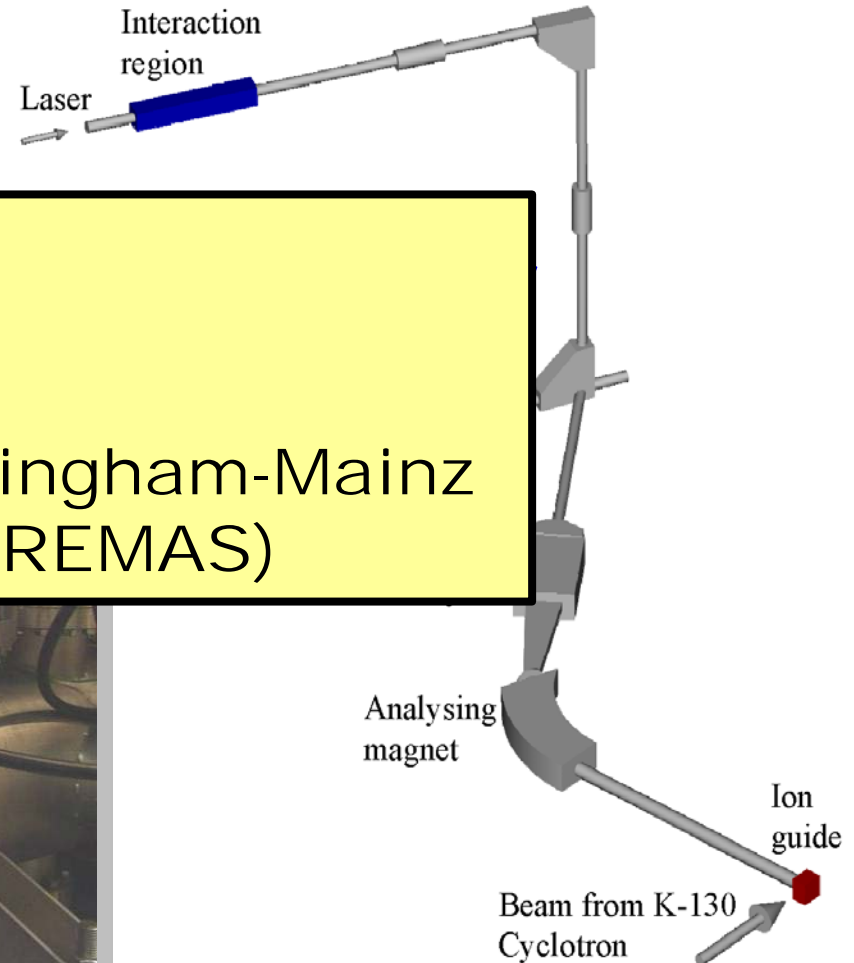 Interaction
region
Laser
ingham-Mainz
REMAS)
Analysing
magnet
Ion
guide
Beam from K-130
Cyclotron